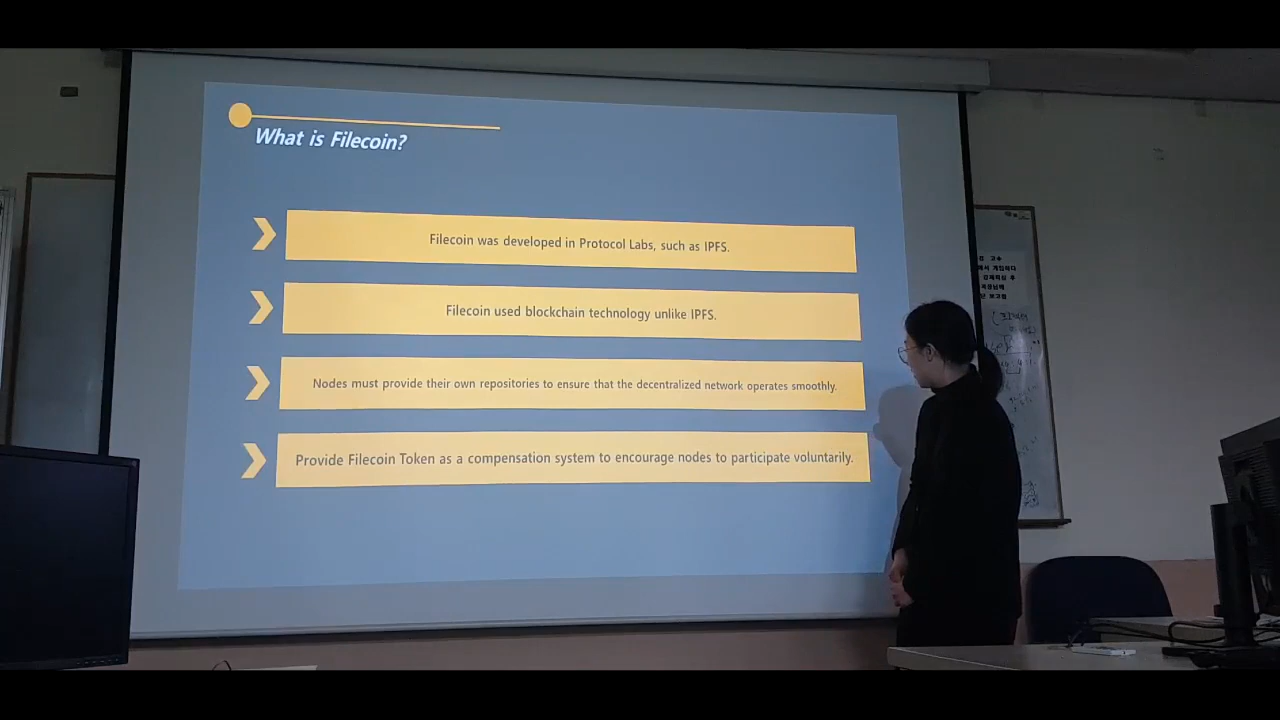 What is Filecoin?
Filecoin was developed in Protocol Labs, such as IPFS.
Filecoin used blockchain technology unlike IPFS.
Nodes must provide their own repositories to ensure that the decentralized network operates smoothly.
Provide Filecoin Token as a compensation system to encourage nodes to participate voluntarily.